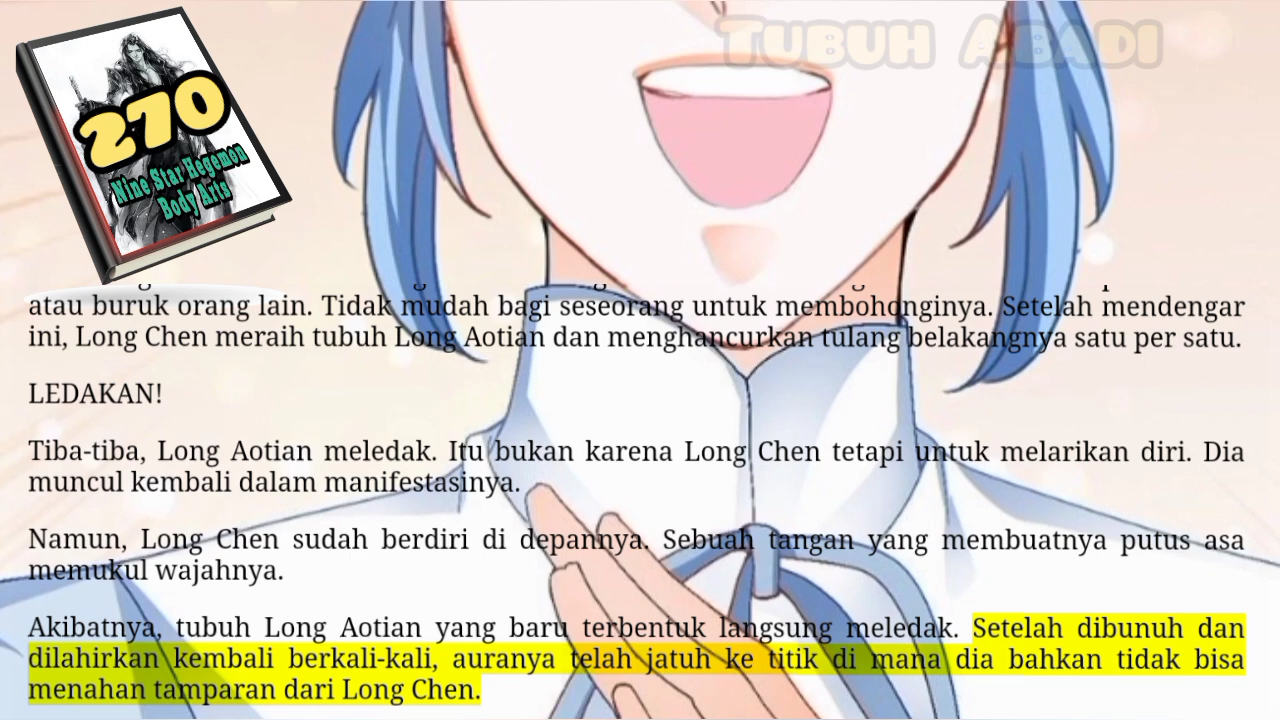 TUBUH ABADI
270
Nine Star Hegemon
Body Arts
atau buruk orang lain. Tidak mudah bagi seseorang untuk membohonginya. Setelah mendengar
ini, Long Chen meraih tubuh Long Aotian dan menghancurkan tulang belakangnya satu per satu.
LEDAKAN!
Tiba-tiba, Long Aotian meledak. Itu bukan karena Long Chen tetapi untuk melarikan diri. Dia
muncul kembali dalam manifestasinya.
Namun, Long Chen sudah berdiri di depannya. Sebuah tangan yang membuatnya putus asa
memukul wajahnya.
Akibatnya, tubuh Long Aotian yang baru terbentuk langsung meledak. Setelah dibunuh dan
dilahirkan kembali berkali-kali, auranya telah jatuh ke titik di mana dia bahkan tidak bisa
menahan tamparan dari Long Chen.